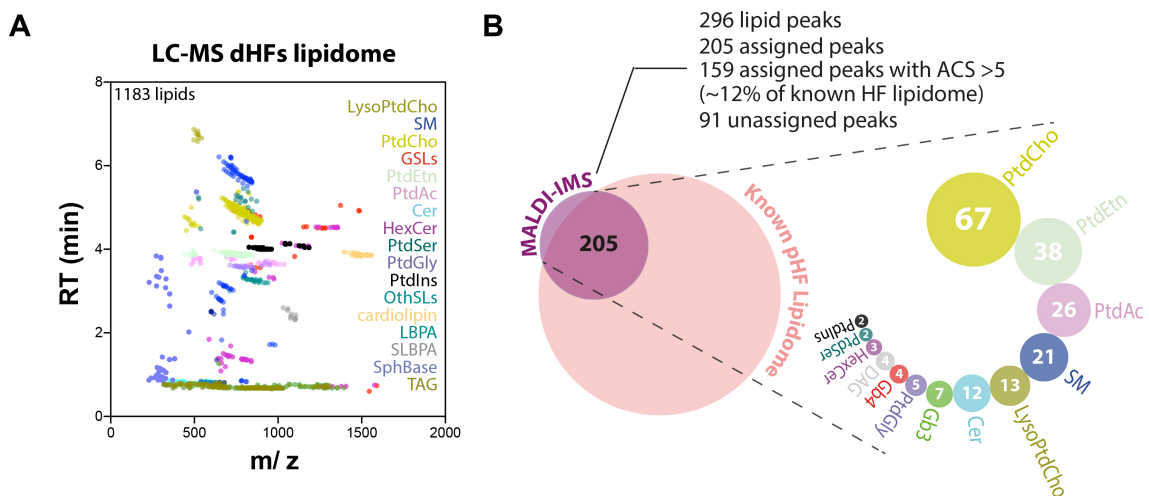 A
LC-MS dHFs lipidome
1183 lipids
LysoPtdCho
SM
PtdCho
GSLs
PtdEtn
PtdAc
Cer
HexCer
PtdSer
PtdGly
PtdIns
OthSLs
cardiolipin
LBPA
SLBPA
SphBase
TAG
RT (min)
8
6
4
2
0
0 500 1000 1500 2000
m/ z
B
296 lipid peaks
205 assigned peaks
159 assigned peaks with ACS >5
(~12% of known HF lipidome)
91 unassigned peaks
MALDI-IMS
205
Known pHF Lipidome
67 PtdCho
38 PtdEtn
26 PtdAc
21 SM
13 LysoPtdCho
12 Cer
7 Gb3
5 PtdGly
4 Gb4
4 DAG
3 HexCer
2 PtdSer
2 PtdIns